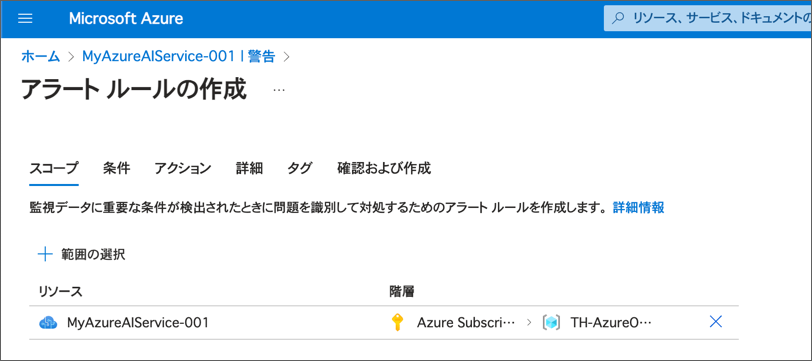 Microsoft Azure
リソース、サービス、ドキュメントの
ホーム > MyAzureAIService-001 | 警告 >
アラート ルールの作成 …
スコープ 条件 アクション 詳細 タグ 確認および作成
監視データに重要な条件が検出されたときに問題を識別して対処するためのアラート ルールを作成します。 詳細情報
範囲の選択
リソース 階層
MyAzureAIService-001 Azure Subscri… > TH-AzureO…